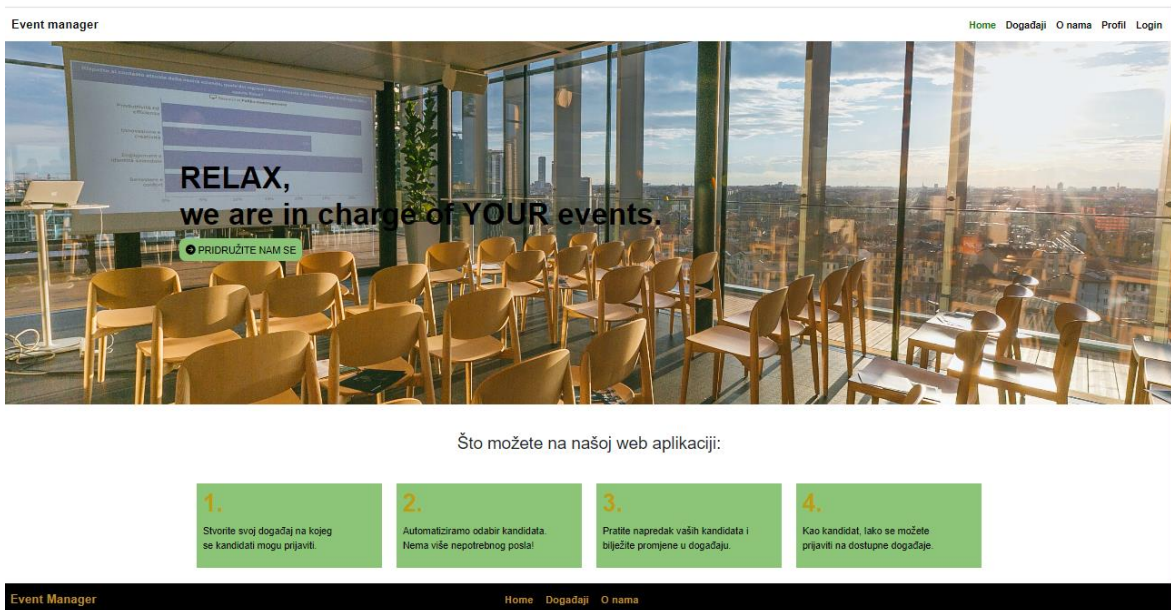 Event manager
Home Događaji O nama Profil Login
RELAX,
we are in charge of YOUR events.
PRIDRUŽITE NAM SE
Što možete na našoj web aplikaciji:
1.
Stvorite svoj događaj na kojeg
se kandidati mogu prijaviti.
2.
Automatiziramo odabir kandidata.
Nema više nepotrebnog posla!
3.
Pratite napredak vaših kandidata i
bilježite promjene u događaju.
4.
Kao kandidat, lako se možete
prijaviti na dostupne događaje.
Event Manager
Home Događaji O nama